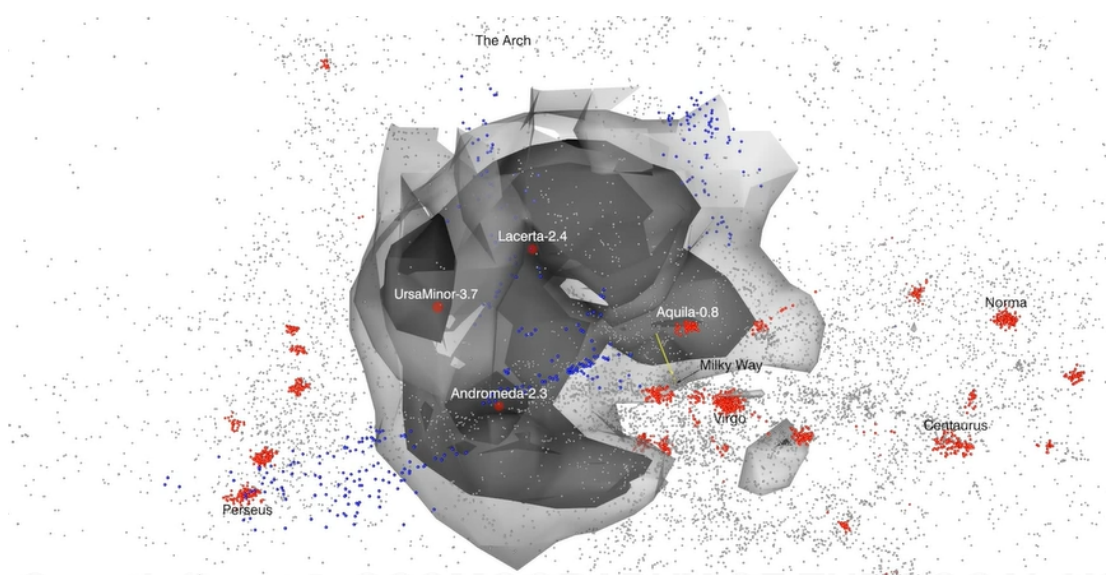 The Arch
Lacerta-2.4
UrsaMinor-3.7
Norma
Aquila-0.8
Milky Way
Andromeda-2.3
Virgo
Centaurus
Perseus